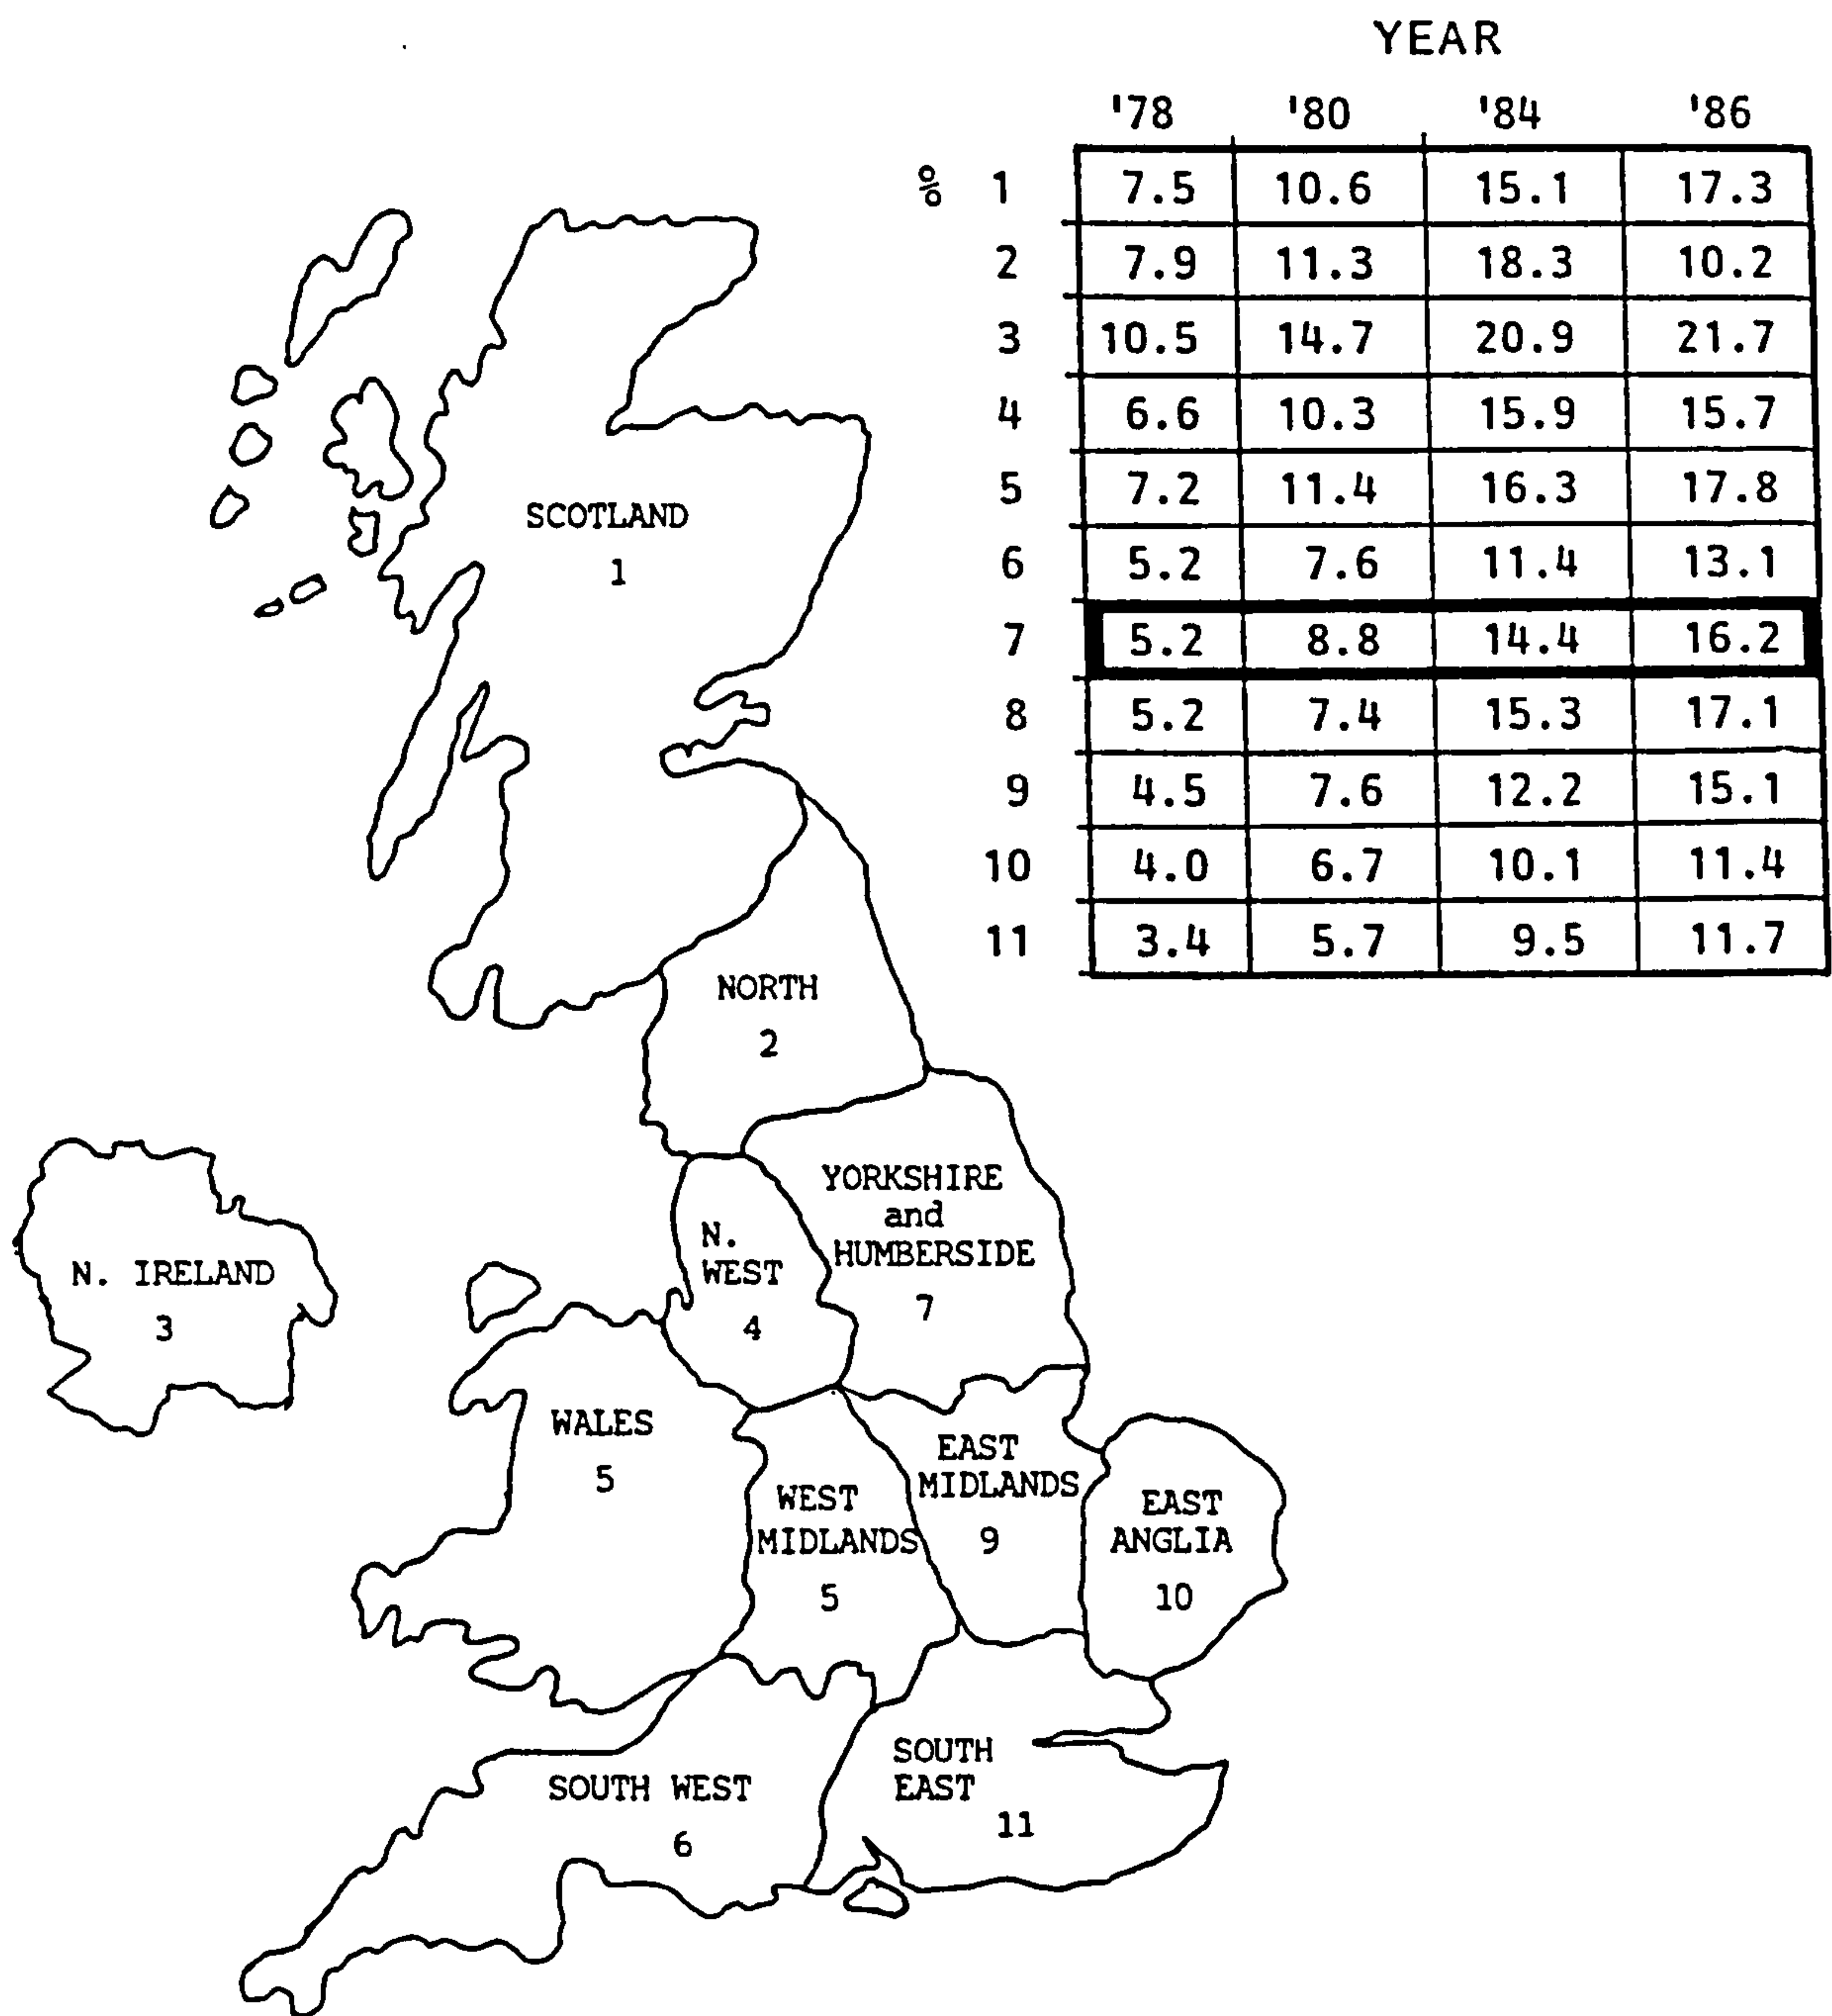 YEAR
'78 '80 '84 '86
% 1 7.5 10.6 15.1 17.3
2 7.9 11.3 18.3 10.2
3 10.5 14.7 20.9 21.7
4 6.6 10.3 15.9 15.7
5 7.2 11.4 16.3 17.8
6 5.2 7.6 11.4 13.1
7 5.2 8.8 14.4 16.2
8 5.2 7.4 15.3 17.1
9 4.5 7.6 12.2 15.1
10 4.0 6.7 10.1 11.4
11 3.4 5.7 9.5 11.7
SCOTLAND
1
NORTH
2
YORKSHIRE
and
HUMBERSIDE
7
N.
WEST
4
N. IRELAND
3
WALES
5
WEST
MIDLANDS
5
EAST
MIDLANDS
9
EAST
ANGLIA
10
SOUTH
EAST
11
SOUTH WEST
6